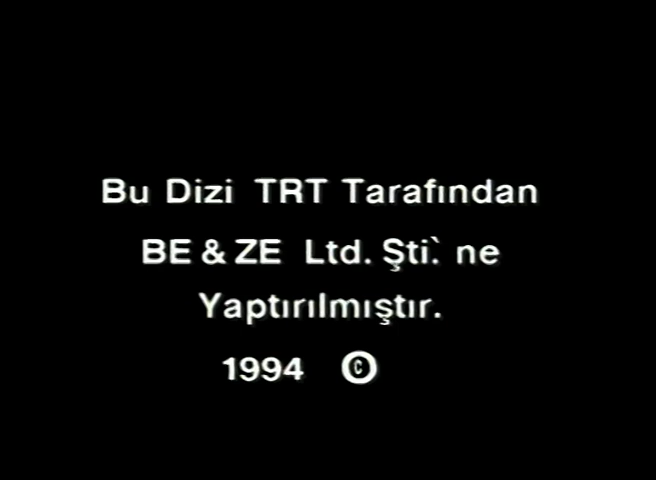 Bu Dizi TRT Tarafından
BE & ZE Ltd. Şti.` ne
Yaptırılmıştır.
1994 ©